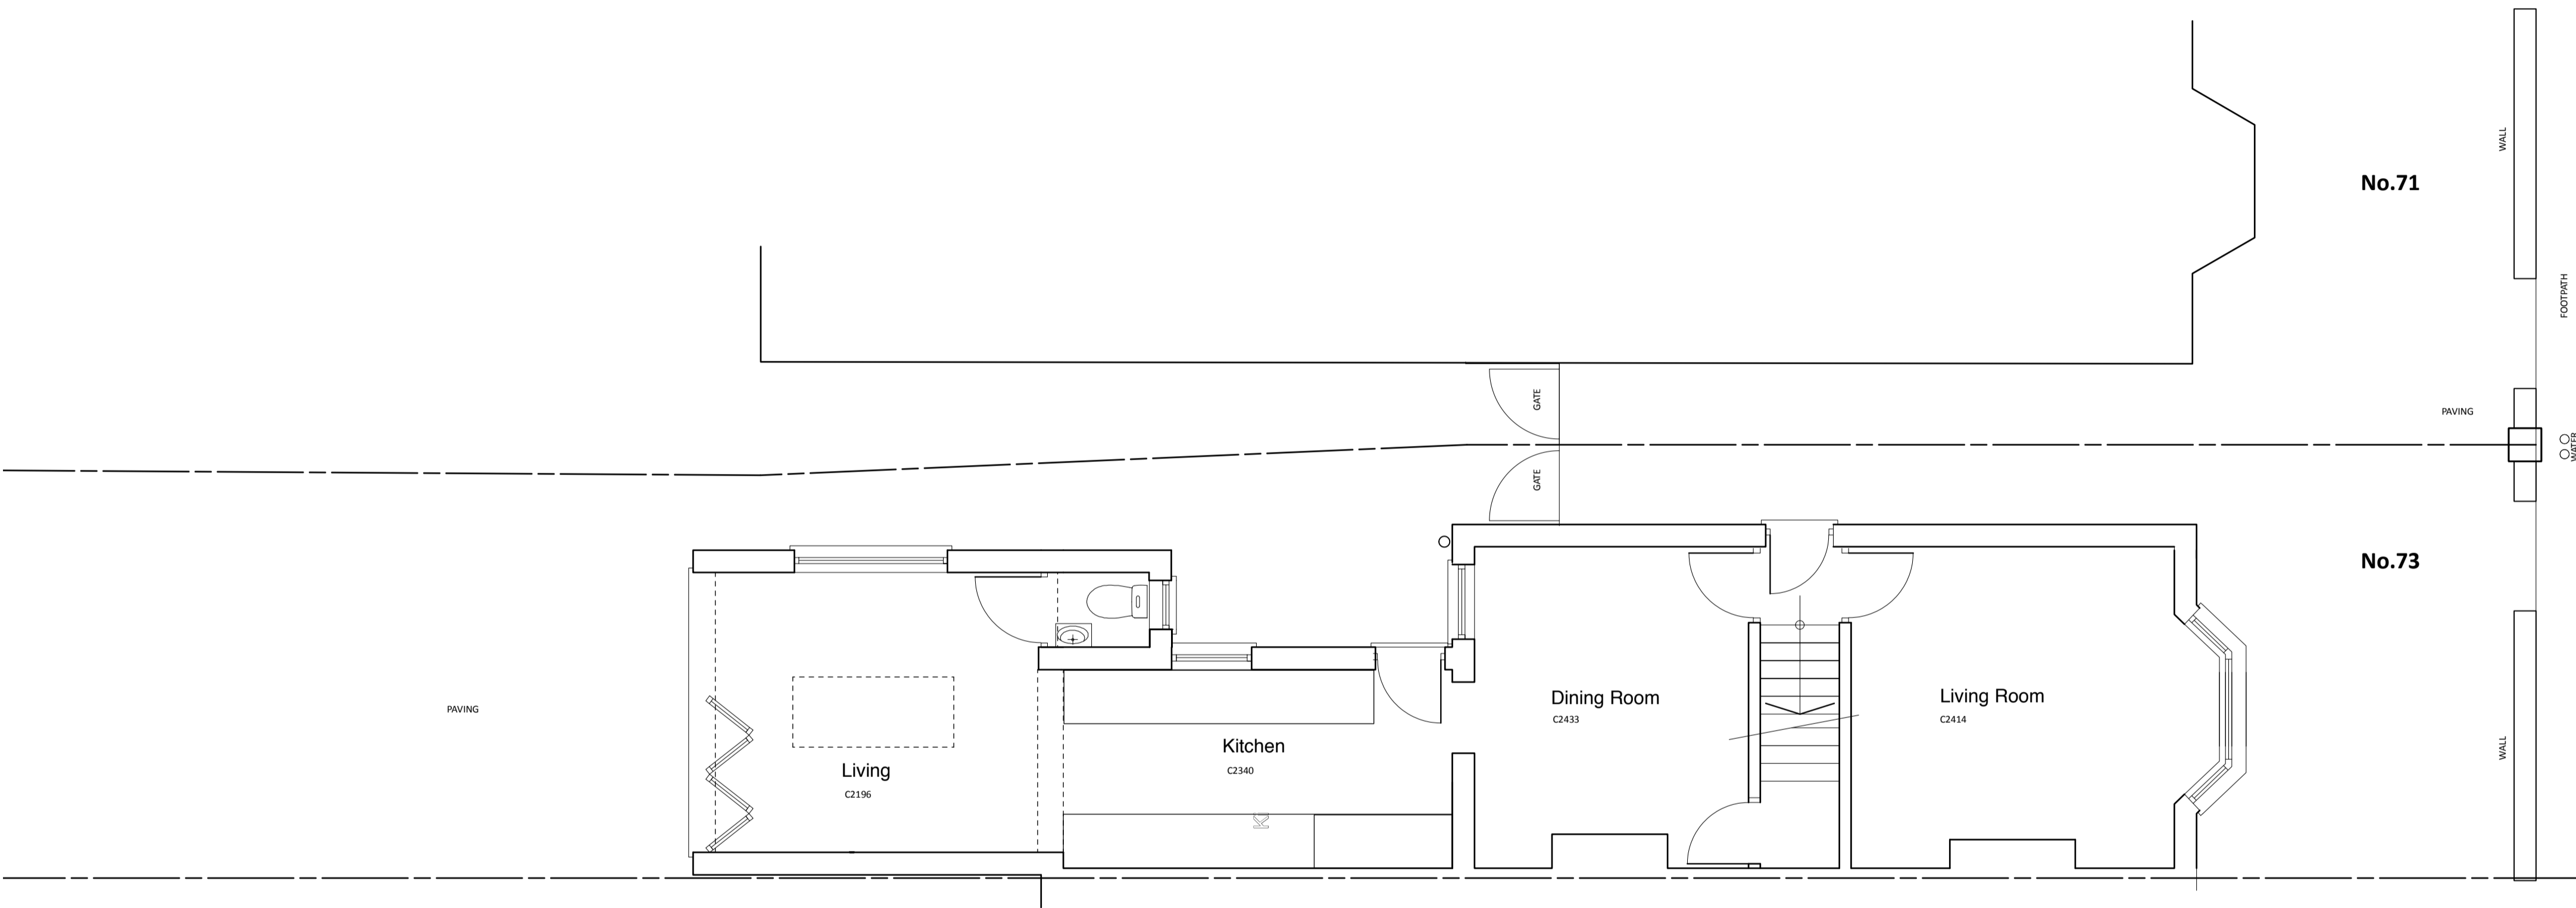 WALL
No.71
FOOTPATH
GATE
PAVING
WATER
GATE
No.73
Living Room
C2414
Dining Room
C2433
PAVING
Kitchen
C2340
WALL
Living
C2196